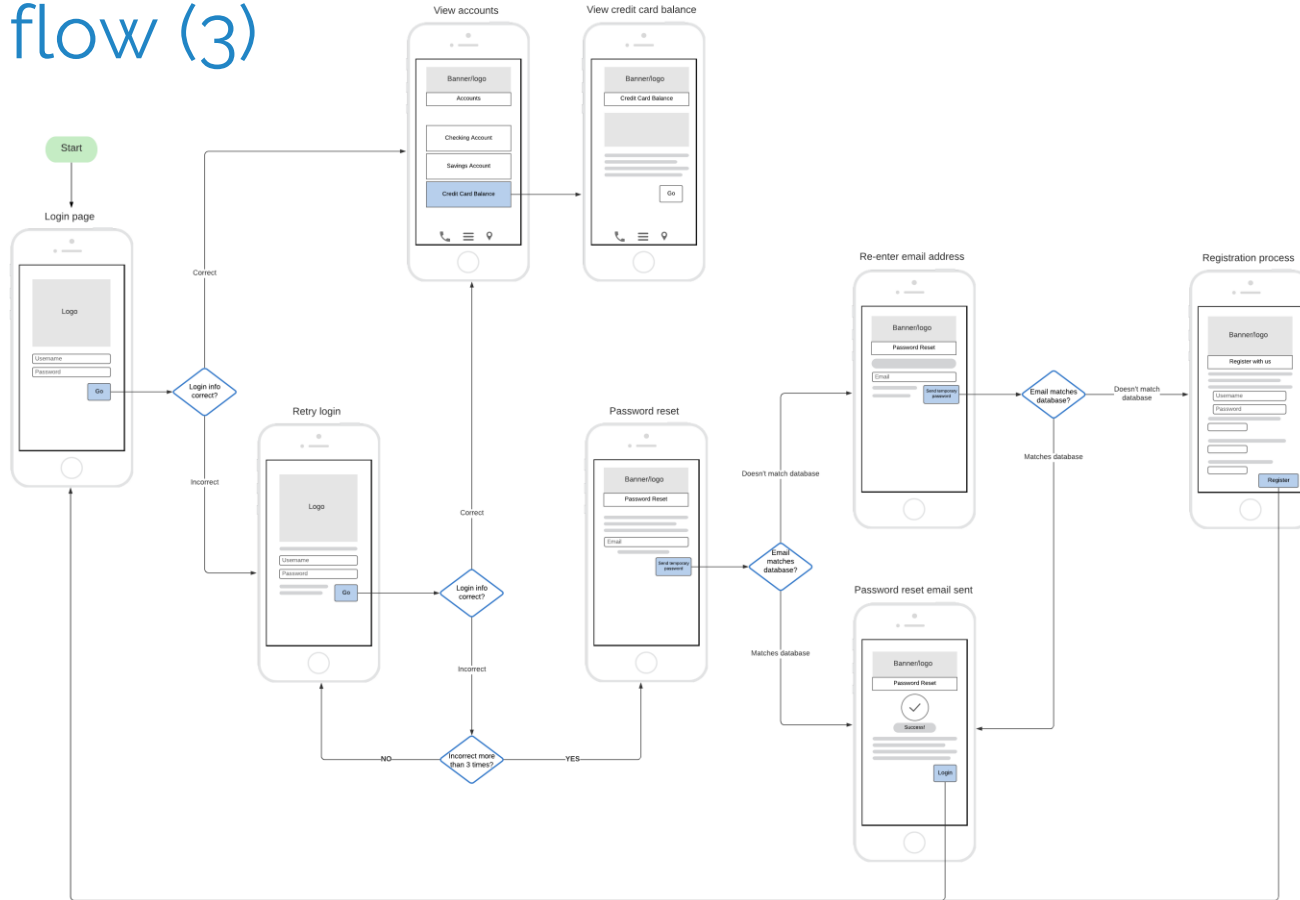 flow (3)
View accounts
Banner/logo
Accounts
Checking Account
Savings Account
Credit Card Balance
View credit card balance
Banner/logo
Credit Card Balance
Go
Start
Login page
Logo
Username
Password
Go
Login info
correct?
Correct
Incorrect
Retry login
Logo
Username
Password
Go
Login info
correct?
Correct
Incorrect
Incorrect more
than 3 times?
NO
YES
Password reset
Banner/logo
Password Reset
Email
Send temporary
password
Email
matches
database?
Doesn't match database
Matches database
Re-enter email address
Banner/logo
Password Reset
Email
Send temporary
password
Email matches
database?
Doesn't match
database
Matches database
Registration process
Banner/logo
Register with us
Username
Password
Register
Password reset email sent
Banner/logo
Password Reset
Success!
Login